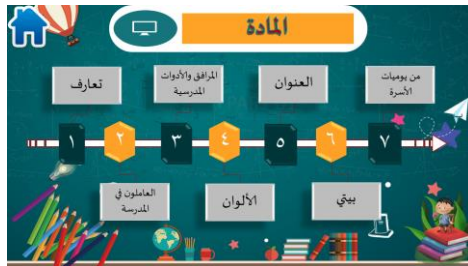 المادة
تعارف
المرافق والأدوات
المدرسية
العنوان
من يوميات
الأسرة
١ ٢ ٣ ٤ ٥ ٦ ٧
العاملون في
المدرسة
الألوان
بيتي